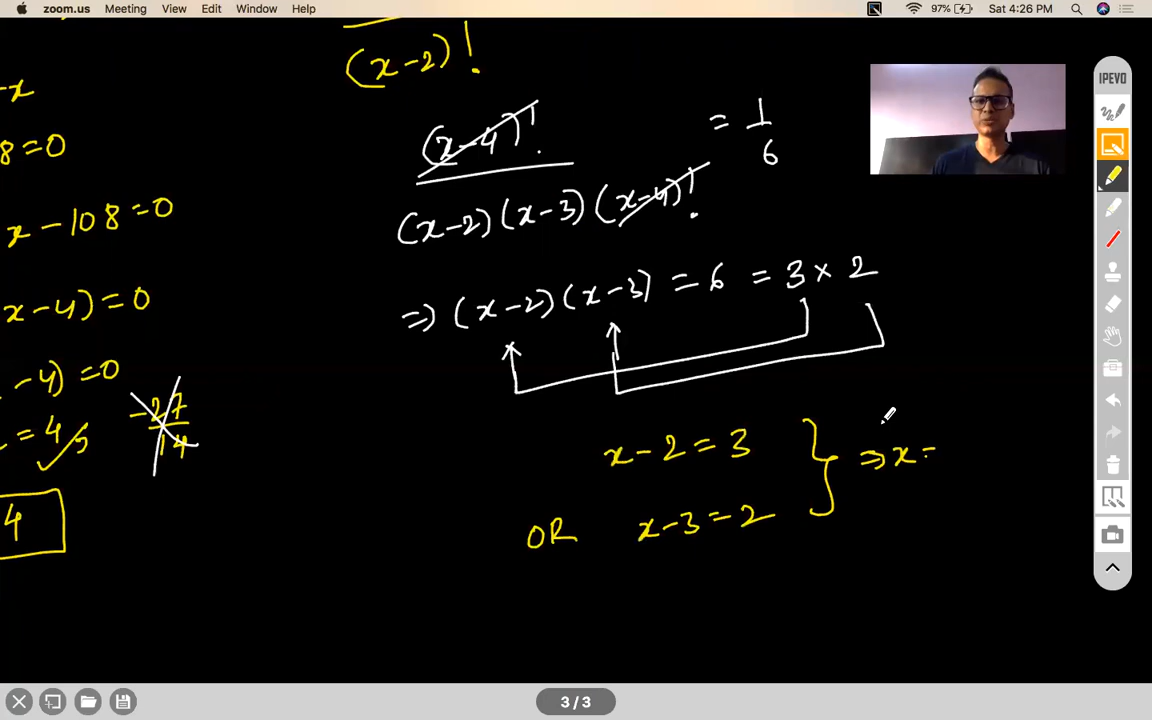 zoom.us Meeting View Edit Window Help 97% Sat 4:26 PM
IPEVO
-x
8=0
x-108=0
x-4)=0
-4)=0
=4
-27/14
4
(x-2)!
(x-4)!
= 1/6
(x-2)(x-3)(x-4)!
⇒(x-2)(x-3)=6=3×2
x-2=3
⇒x=
OR x-3=2
3/3